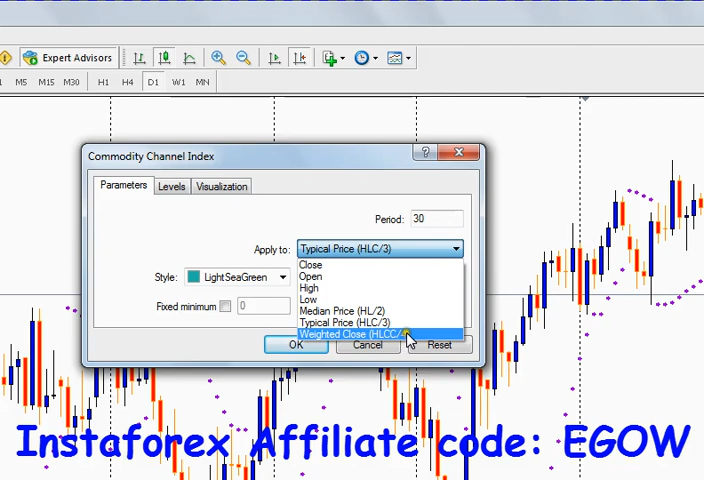 Expert Advisors
M5 M15 M30 H1 H4 D1 W1 MN
Commodity Channel Index
?
Parameters Levels Visualization
Period: 30
Apply to: Typical Price (HLC/3)
Close
Style: LightSeaGreen
Open
High
Fixed minimum 0
Low
Median Price (HL/2)
Typical Price (HLC/3)
Weighted Close (HLCC/
OK Cancel Reset
Instaforex Affiliate code: EGOW